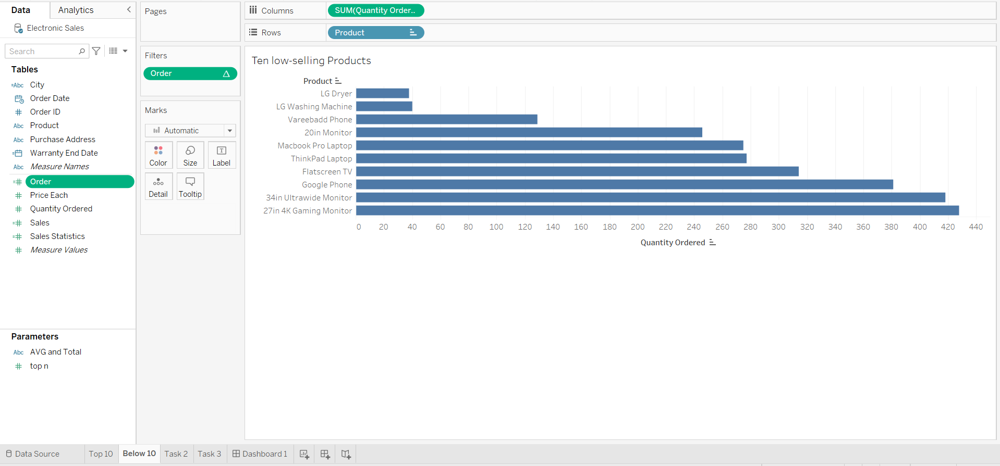 Data
Analytics
Electronic Sales
Search
Tables
=Abc City
Order Date
# Order ID
Abc Product
Abc Purchase Address
Warranty End Date
Abc Measure Names
=# Order
# Price Each
# Quantity Ordered
=# Sales
=# Sales Statistics
# Measure Values
Parameters
Abc AVG and Total
# top n
Pages
Filters
Order
Marks
Automatic
Color
Size
T
Label
Detail
Tooltip
Columns
SUM(Quantity Order..
Rows
Product
Ten low-selling Products
Product
LG Dryer
LG Washing Machine
Vareebadd Phone
20in Monitor
Macbook Pro Laptop
ThinkPad Laptop
Flatscreen TV
Google Phone
34in Ultrawide Monitor
27in 4K Gaming Monitor
0 20 40 60 80 100 120 140 160 180 200 220 240 260 280 300 320 340 360 380 400 420 440
Quantity Ordered
Data Source
Top 10
Below 10
Task 2
Task 3
Dashboard 1